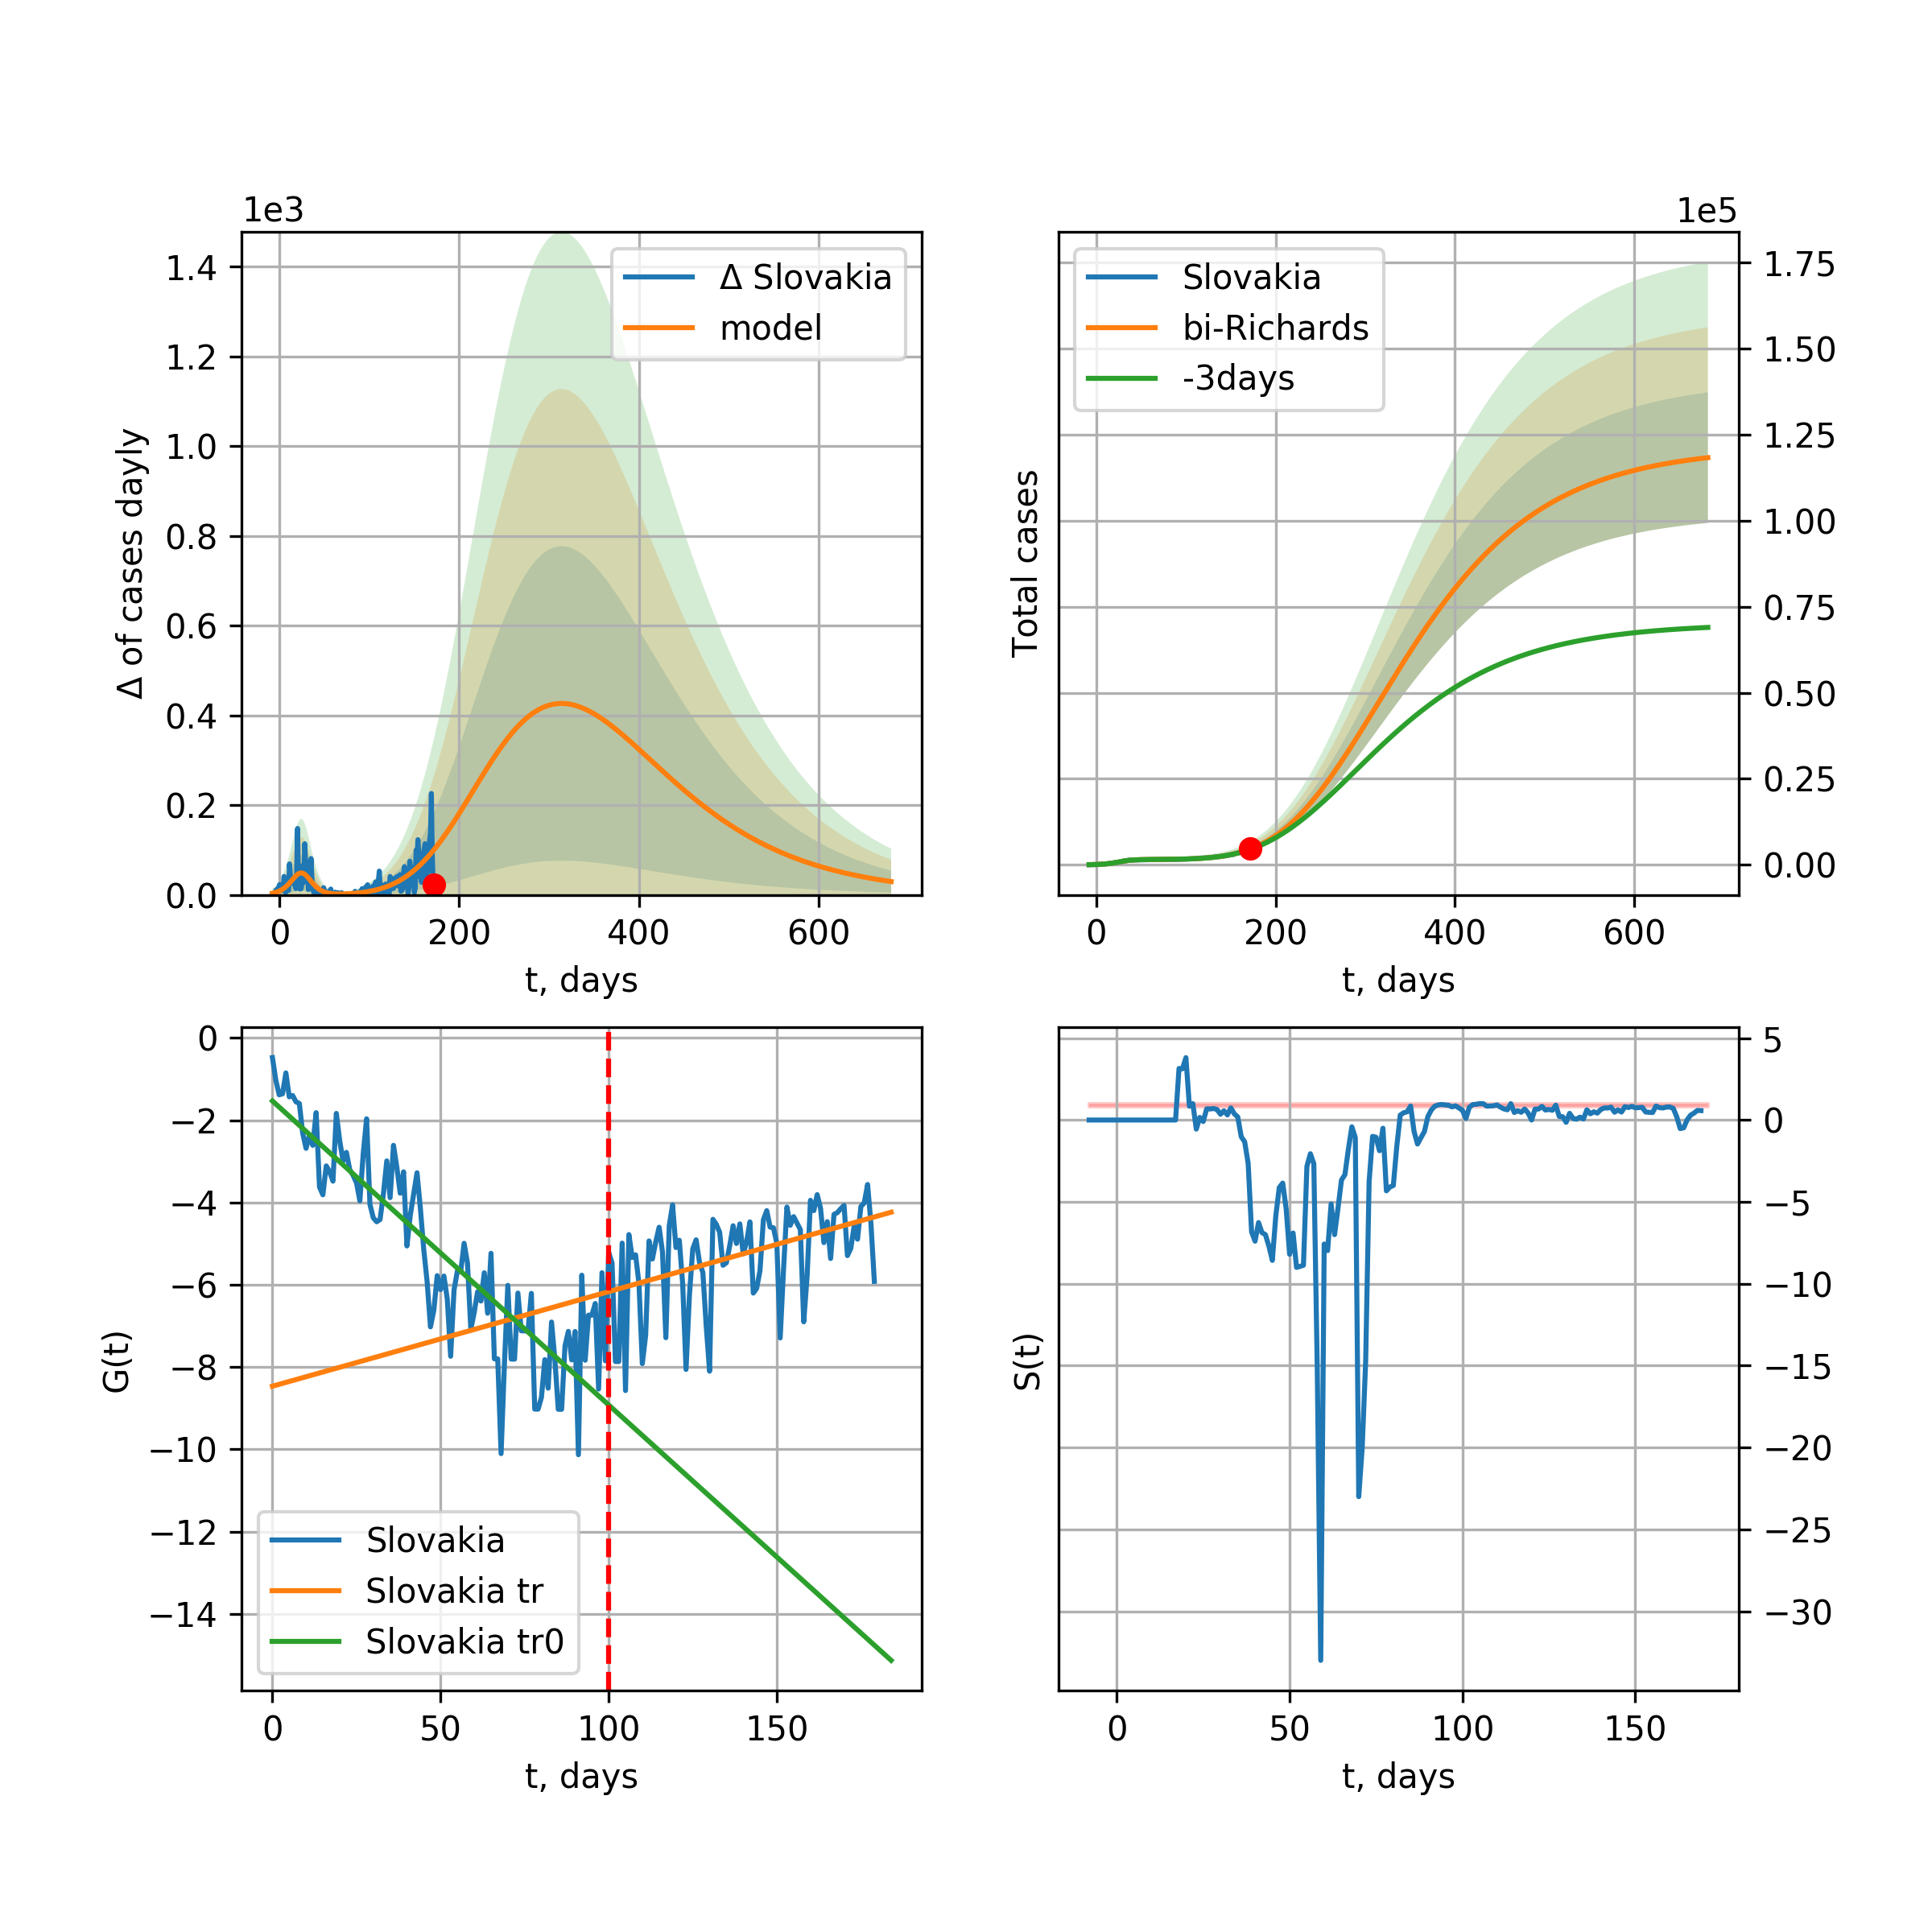 1e3
Δ of cases dayly
1.4
1.2
1.0
0.8
0.6
0.4
0.2
0.0
0 200 400 600
t, days
Δ Slovakia
model
1e5
Total cases
1.75
1.50
1.25
1.00
0.75
0.50
0.25
0.00
0 200 400 600
t, days
Slovakia
bi-Richards
-3days
G(t)
0
−2
−4
−6
−8
−10
−12
−14
0 50 100 150
t, days
Slovakia
Slovakia tr
Slovakia tr0
S(t)
5
0
−5
−10
−15
−20
−25
−30
0 50 100 150
t, days